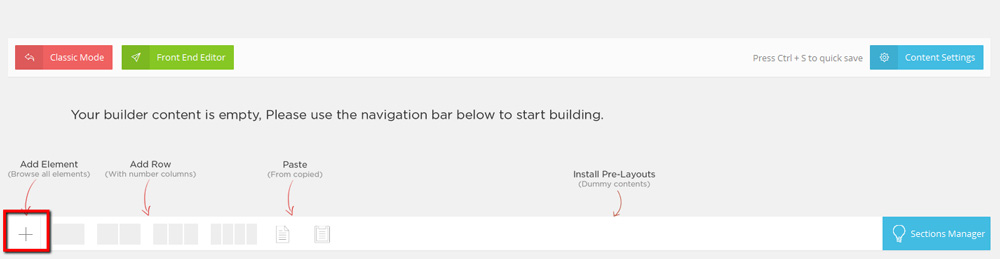 Classic Mode
Front End Editor
Press Ctrl + S to quick save
Content Settings
Your builder content is empty, Please use the navigation bar below to start building.
Add Element
(Browse all elements)
Add Row
(With number columns)
Paste
(From copied)
Install Pre-Layouts
(Dummy contents)
Sections Manager